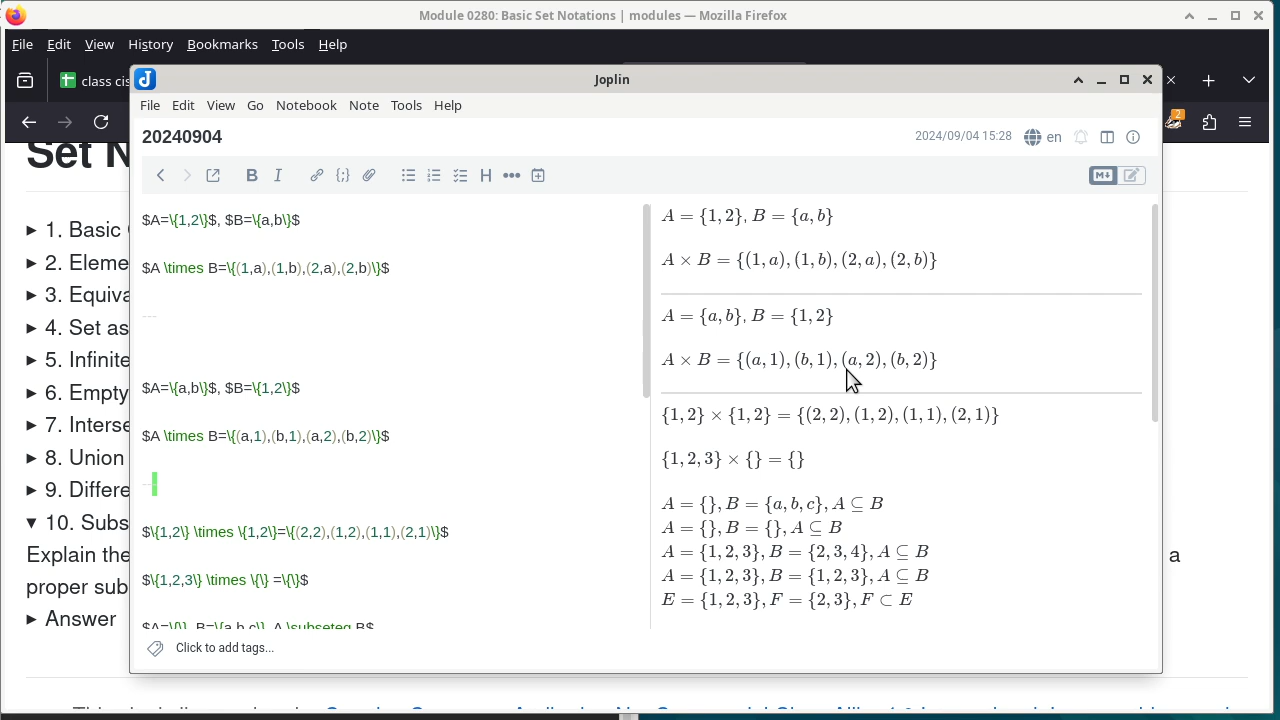 Module 0280: Basic Set Notations | modules — Mozilla Firefox
File Edit View History Bookmarks Tools Help
class cis
2
Set N
1. Basic
2. Eleme
3. Equiva
4. Set as
5. Infinite
6. Empty
7. Interse
8. Union
9. Differe
10. Subs
Explain the a
proper sub
Answer
Joplin
File Edit View Go Notebook Note Tools Help
20240904
2024/09/04 15:28 en
B I H M↓
$A=\{1,2\}$, $B=\{a,b\}$
$A \times B=\{(1,a),(1,b),(2,a),(2,b)\}$
---
$A=\{a,b\}$, $B=\{1,2\}$
$A \times B=\{(a,1),(b,1),(a,2),(b,2)\}$
$\{1,2\} \times \{1,2\}=\{(2,2),(1,2),(1,1),(2,1)\}$
$\{1,2,3\} \times \{\} =\{\}$
$A=\{\}, B=\{a,b,c\}, A \subseteq B$
A = {1, 2}, B = {a, b}
A × B = {(1, a), (1, b), (2, a), (2, b)}
A = {a, b}, B = {1, 2}
A × B = {(a, 1), (b, 1), (a, 2), (b, 2)}
{1, 2} × {1, 2} = {(2, 2), (1, 2), (1, 1), (2, 1)}
{1, 2, 3} × {} = {}
A = {}, B = {a, b, c}, A ⊆ B
A = {}, B = {}, A ⊆ B
A = {1, 2, 3}, B = {2, 3, 4}, A ⊆ B
A = {1, 2, 3}, B = {1, 2, 3}, A ⊆ B
E = {1, 2, 3}, F = {2, 3}, F ⊂ E
Click to add tags...